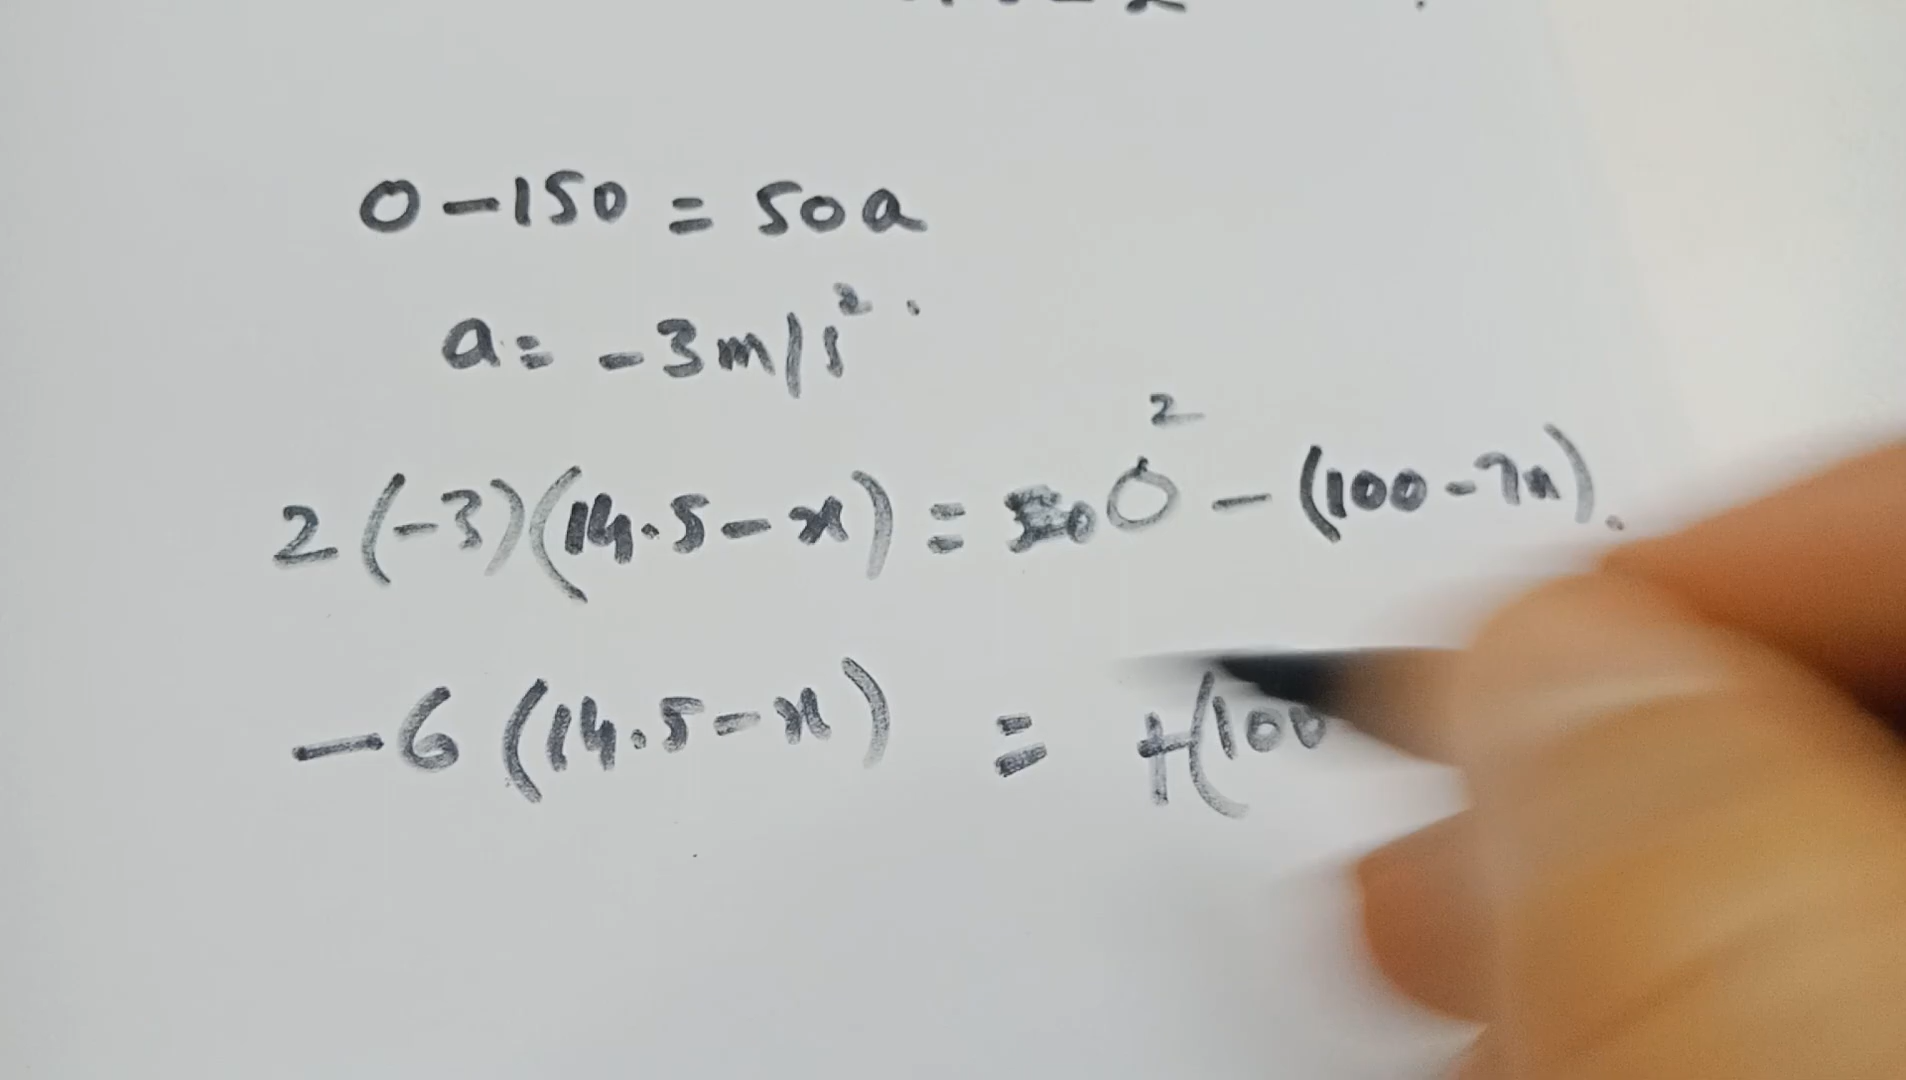 0 - 150 = 50a
a = -3 m/s².
2(-3)(14.5-x) = 0² - (100-7x).
-6(14.5-x) = +(100